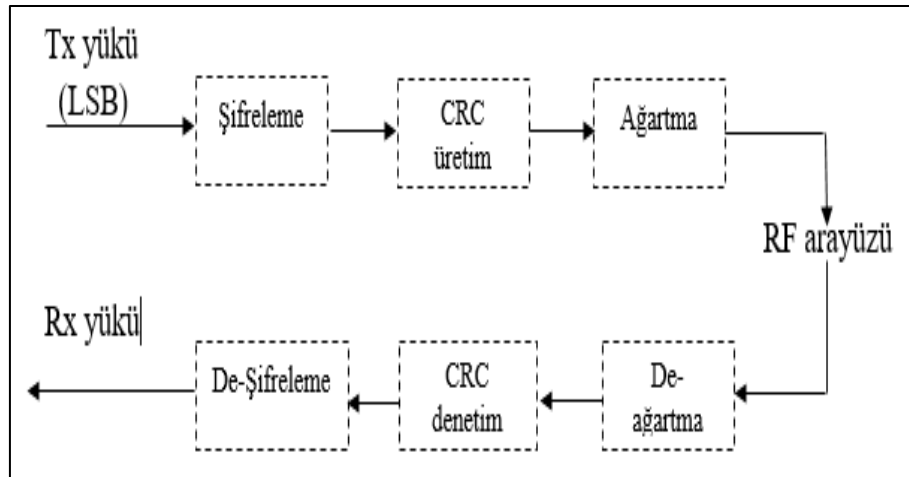 Tx yükü
(LSB)
Şifreleme
CRC
üretim
Ağartma
RF arayüzü
Rx yükü
De-Şifreleme
CRC
denetim
De-
ağartma